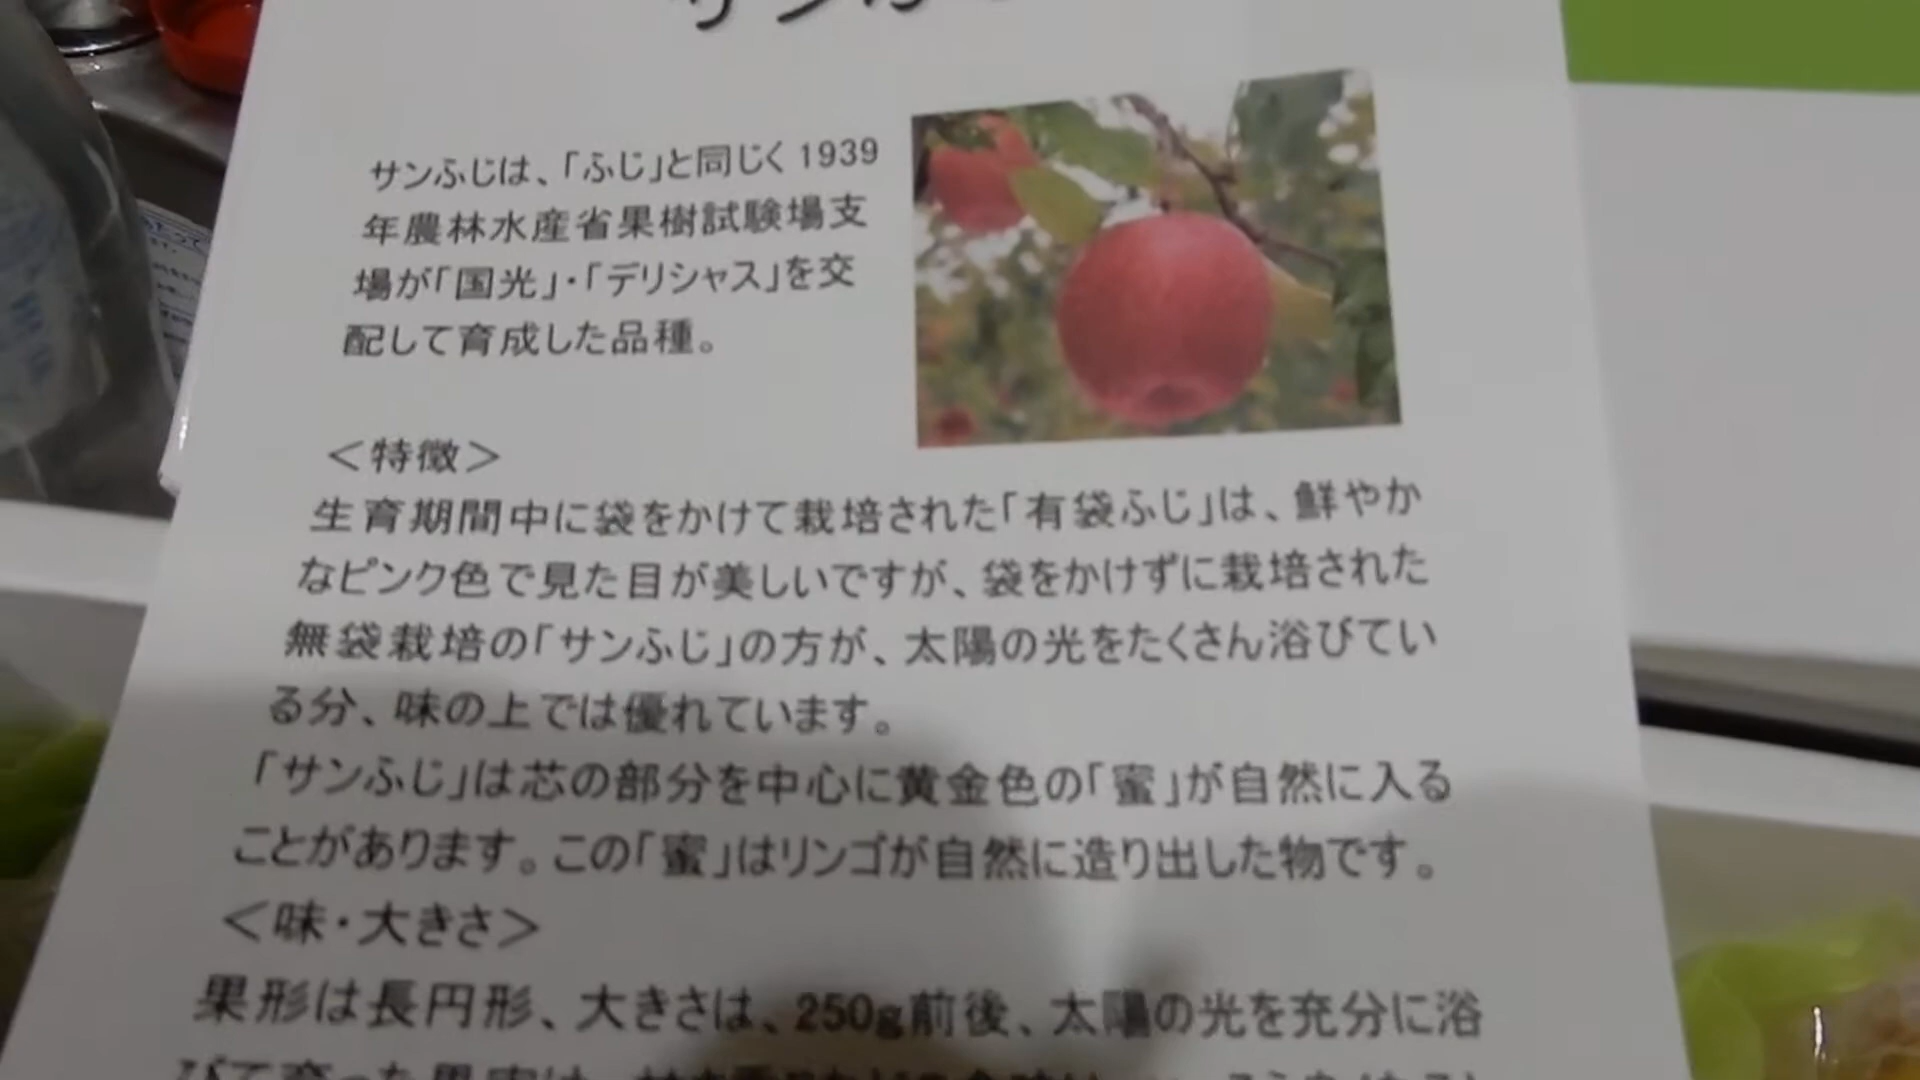 サンふじは、「ふじ」と同じく 1939
年農林水産省果樹試験場支
場が「国光」・「デリシャス」を交
配して育成した品種。
＜特徴＞
生育期間中に袋をかけて栽培された「有袋ふじ」は、鮮やか
なピンク色で見た目が美しいですが、袋をかけずに栽培された
無袋栽培の「サンふじ」の方が、太陽の光をたくさん浴びてい
る分、味の上では優れています。
「サンふじ」は芯の部分を中心に黄金色の「蜜」が自然に入る
ことがあります。この「蜜」はリンゴが自然に造り出した物です。
＜味・大きさ＞
果形は長円形、大きさは、250g前後、太陽の光を充分に浴